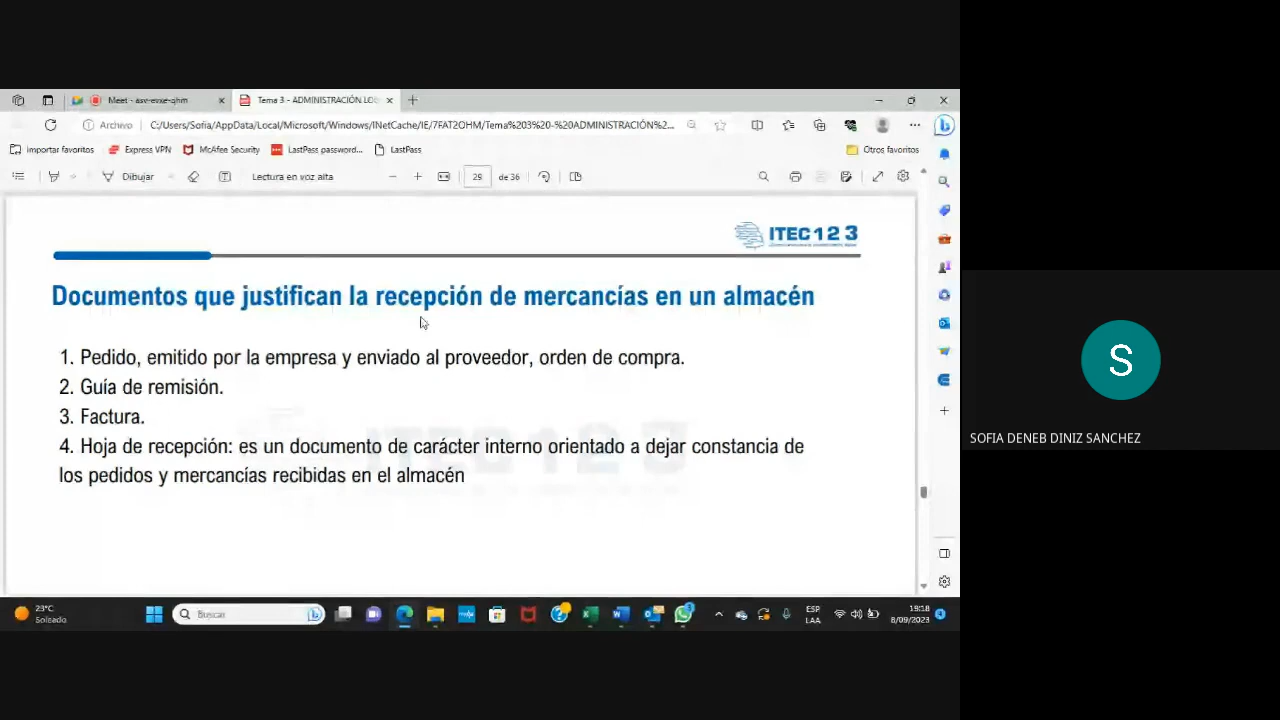 Meet - asv-exxe-qhm
Tema 3 - ADMINISTRACIÓN LOG
Archivo
C:/Users/Sofia/AppData/Local/Microsoft/Windows/INetCache/IE/7FAT2OHM/Tema%203%20-%20ADMINISTRACIÓN%2...
Importar favoritos
Express VPN
McAfee Security
LastPass password...
LastPass
Otros favoritos
Dibujar
Lectura en voz alta
29
de 36
ITEC 1 2 3
Documentos que justifican la recepción de mercancías en un almacén
1. Pedido, emitido por la empresa y enviado al proveedor, orden de compra.
2. Guía de remisión.
3. Factura.
4. Hoja de recepción: es un documento de carácter interno orientado a dejar constancia de
los pedidos y mercancías recibidas en el almacén
S
SOFIA DENEB DINIZ SANCHEZ
23°C
Soleado
Buscar
ESP
LAA
19:18
8/09/2023